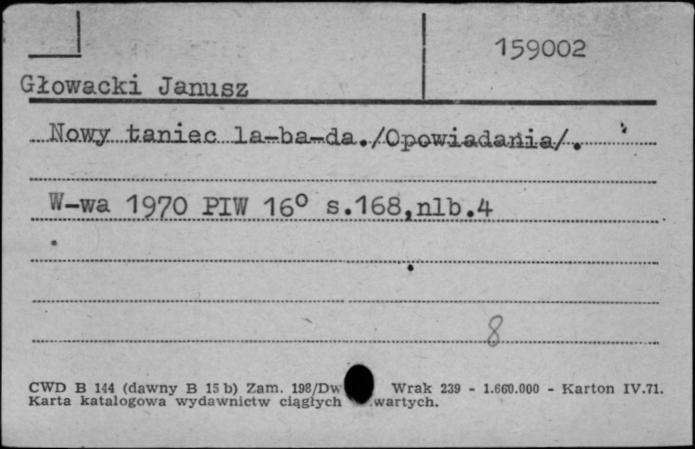 159002
Głowacki Janusz
Nowy taniec la-ba-da./Opowiadania/.
W-wa 1970 PIW 16° s.168,nlb.4
8
CWD B 144 (dawny B 15 b) Zam. 198/Dw Wrak 239 - 1.660.000 - Karton IV.71.
Karta katalogowa wydawnictw ciągłych wartych.